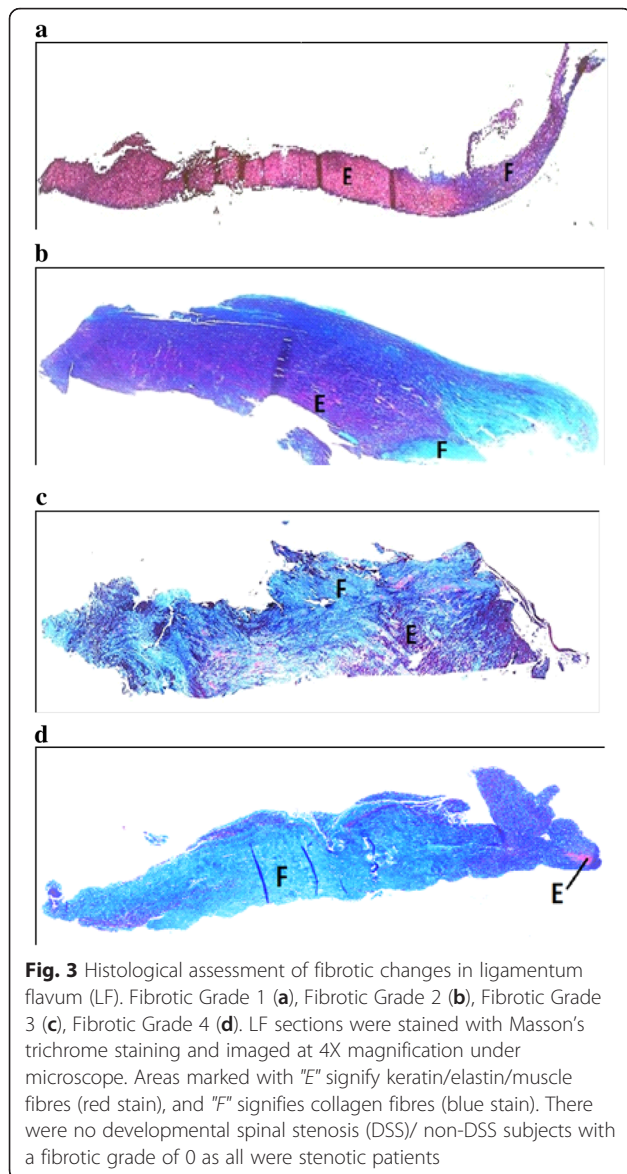 a
E
F
b
E
F
c
F
E
d
F
E
Fig. 3 Histological assessment of fibrotic changes in ligamentum
flavum (LF). Fibrotic Grade 1 (a), Fibrotic Grade 2 (b), Fibrotic Grade
3 (c), Fibrotic Grade 4 (d). LF sections were stained with Masson's
trichrome staining and imaged at 4X magnification under
microscope. Areas marked with "E" signify keratin/elastin/muscle
fibres (red stain), and "F" signifies collagen fibres (blue stain). There
were no developmental spinal stenosis (DSS)/ non-DSS subjects with
a fibrotic grade of 0 as all were stenotic patients